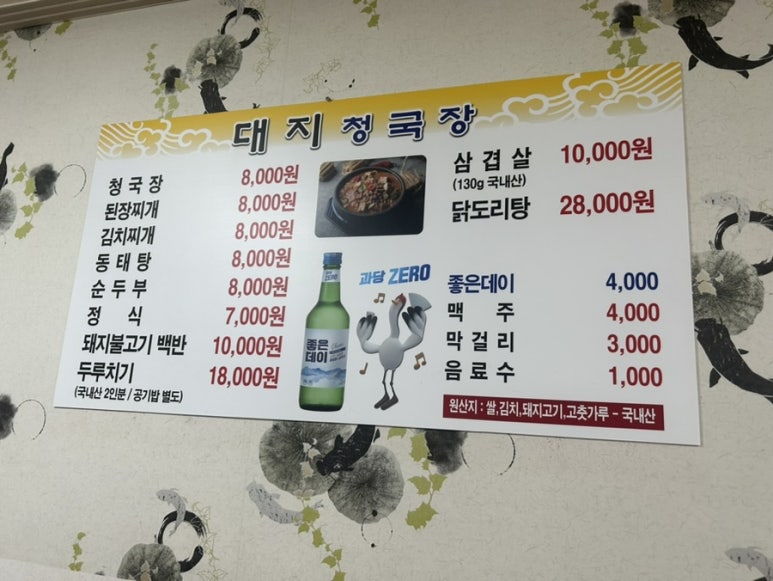 대지청국장
청국장 8,000원
된장찌개 8,000원
김치찌개 8,000원
동태탕 8,000원
순두부 8,000원
정식 7,000원
돼지불고기 백반 10,000원
두루치기 18,000원
(국내산 2인분 / 공기밥 별도)
삼겹살 10,000원
(130g 국내산)
닭도리탕 28,000원
과당 ZERO
좋은데이
좋은데이 4,000
맥주 4,000
막걸리 3,000
음료수 1,000
원산지 : 쌀,김치,돼지고기,고춧가루 - 국내산